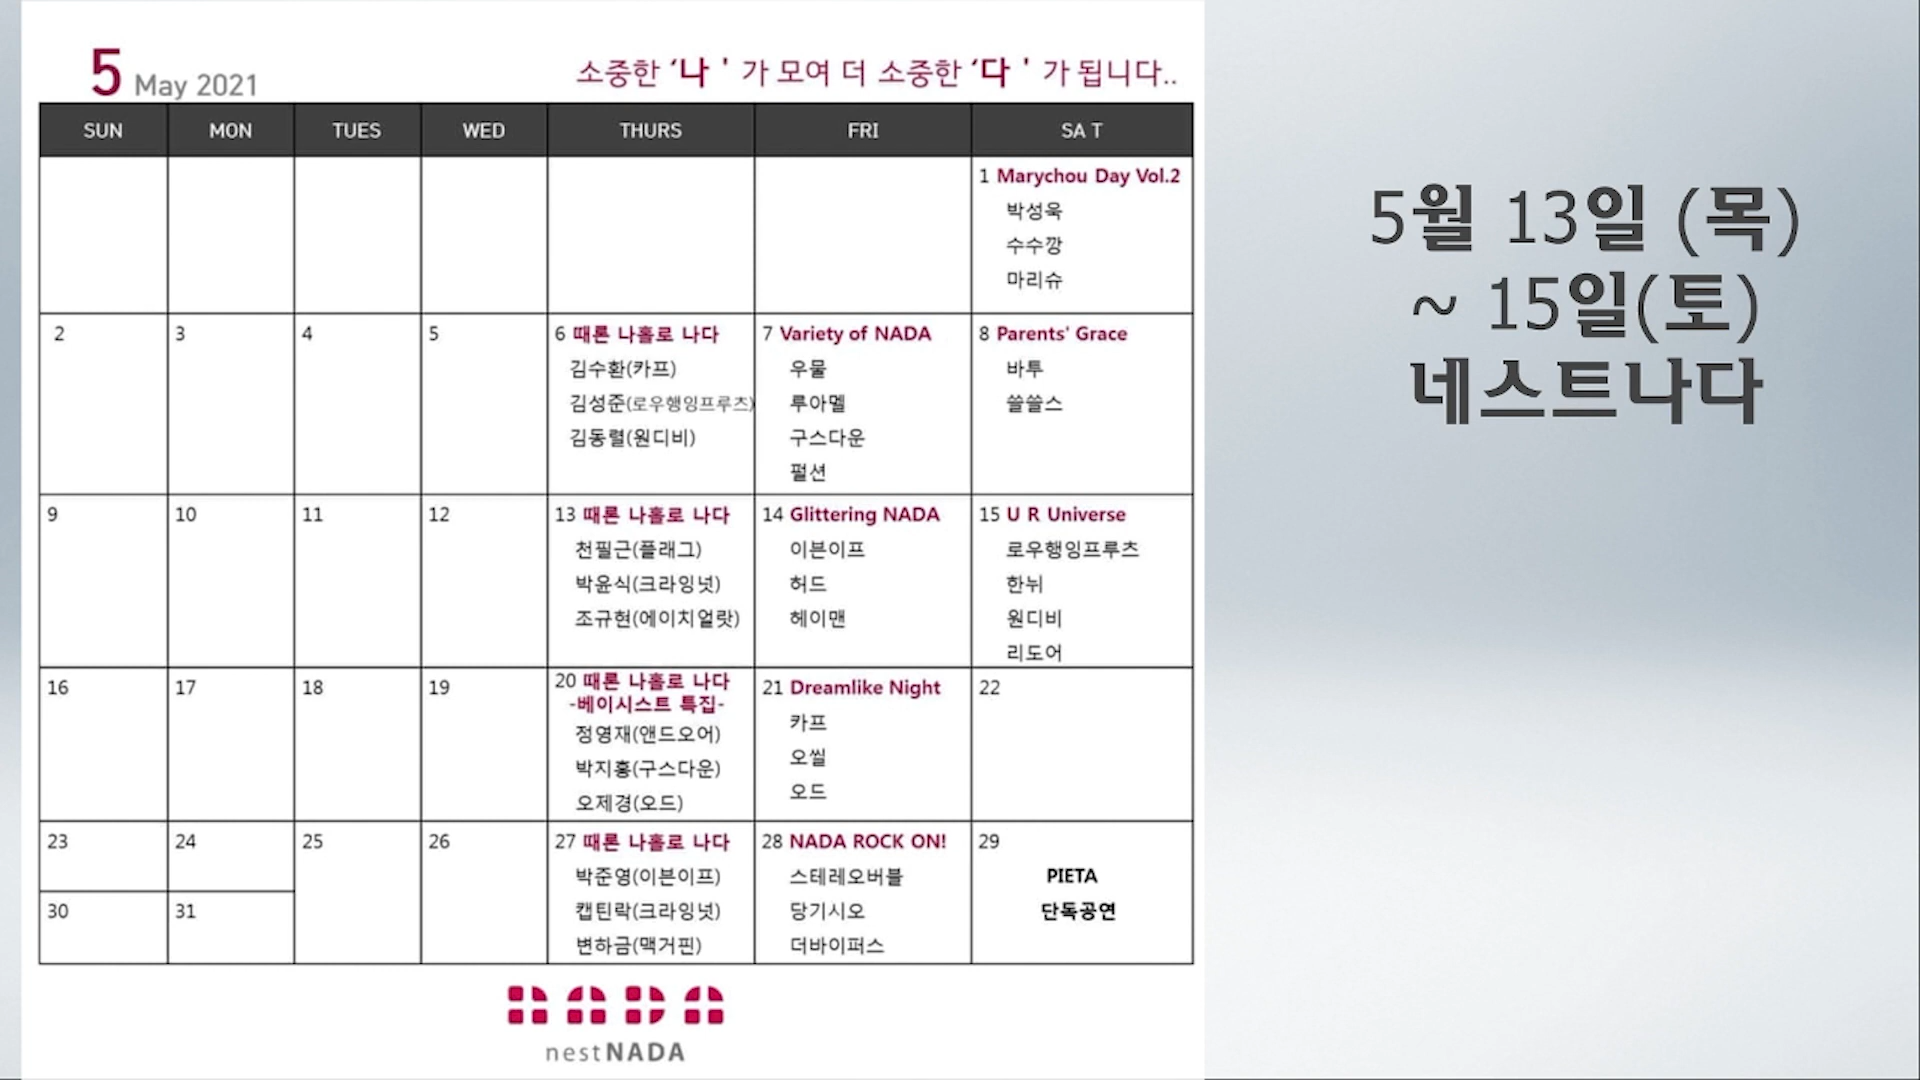 5 May 2021
소중한 ‘나 ' 가 모여 더 소중한 ‘다 ' 가 됩니다..
SUN MON TUES WED THURS FRI SA T
1 Marychou Day Vol.2
박성욱
수수깡
마리슈
2
3
4
5
6 때론 나홀로 나다
김수환(카프)
김성준(로우행잉프루츠)
김동렬(원디비)
7 Variety of NADA
우물
루아멜
구스다운
펄션
8 Parents' Grace
바투
쓸쓸스
9
10
11
12
13 때론 나홀로 나다
천필근(플래그)
박윤식(크라잉넛)
조규현(에이치얼랏)
14 Glittering NADA
이븐이프
허드
헤이맨
15 U R Universe
로우행잉프루츠
한뉘
원디비
리도어
16
17
18
19
20 때론 나홀로 나다
-베이시스트 특집-
정영재(앤드오어)
박지홍(구스다운)
오제경(오드)
21 Dreamlike Night
카프
오씰
오드
22
23
24
25
26
27 때론 나홀로 나다
박준영(이븐이프)
캡틴락(크라잉넛)
변하금(맥거핀)
28 NADA ROCK ON!
스테레오버블
당기시오
더바이퍼스
29
PIETA
단독공연
30
31
NADA
nestNADA
5월 13일 (목)
~ 15일(토)
네스트나다